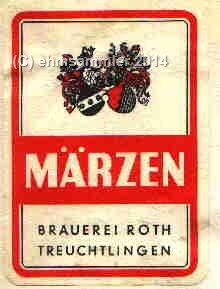 (C) ehmsammler 2014
MÄRZEN
BRAUEREI ROTH
TREUCHTLINGEN